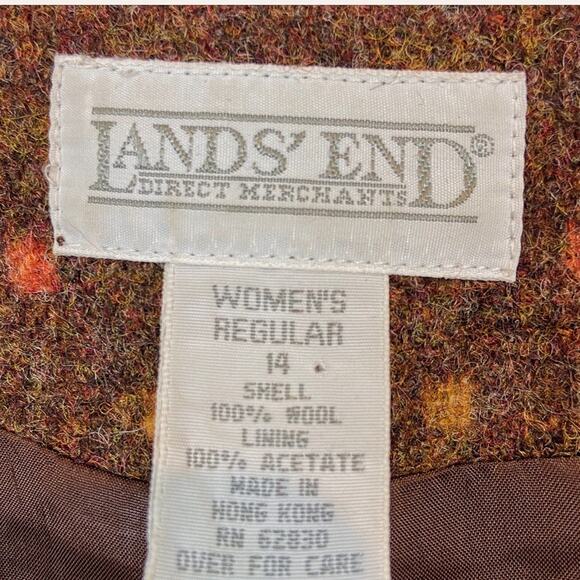 LANDS' END®
DIRECT MERCHANTS
WOMEN'S
REGULAR
14
SHELL
100% WOOL
LINING
100% ACETATE
MADE IN
HONG KONG
RN 62830
OVER FOR CARE